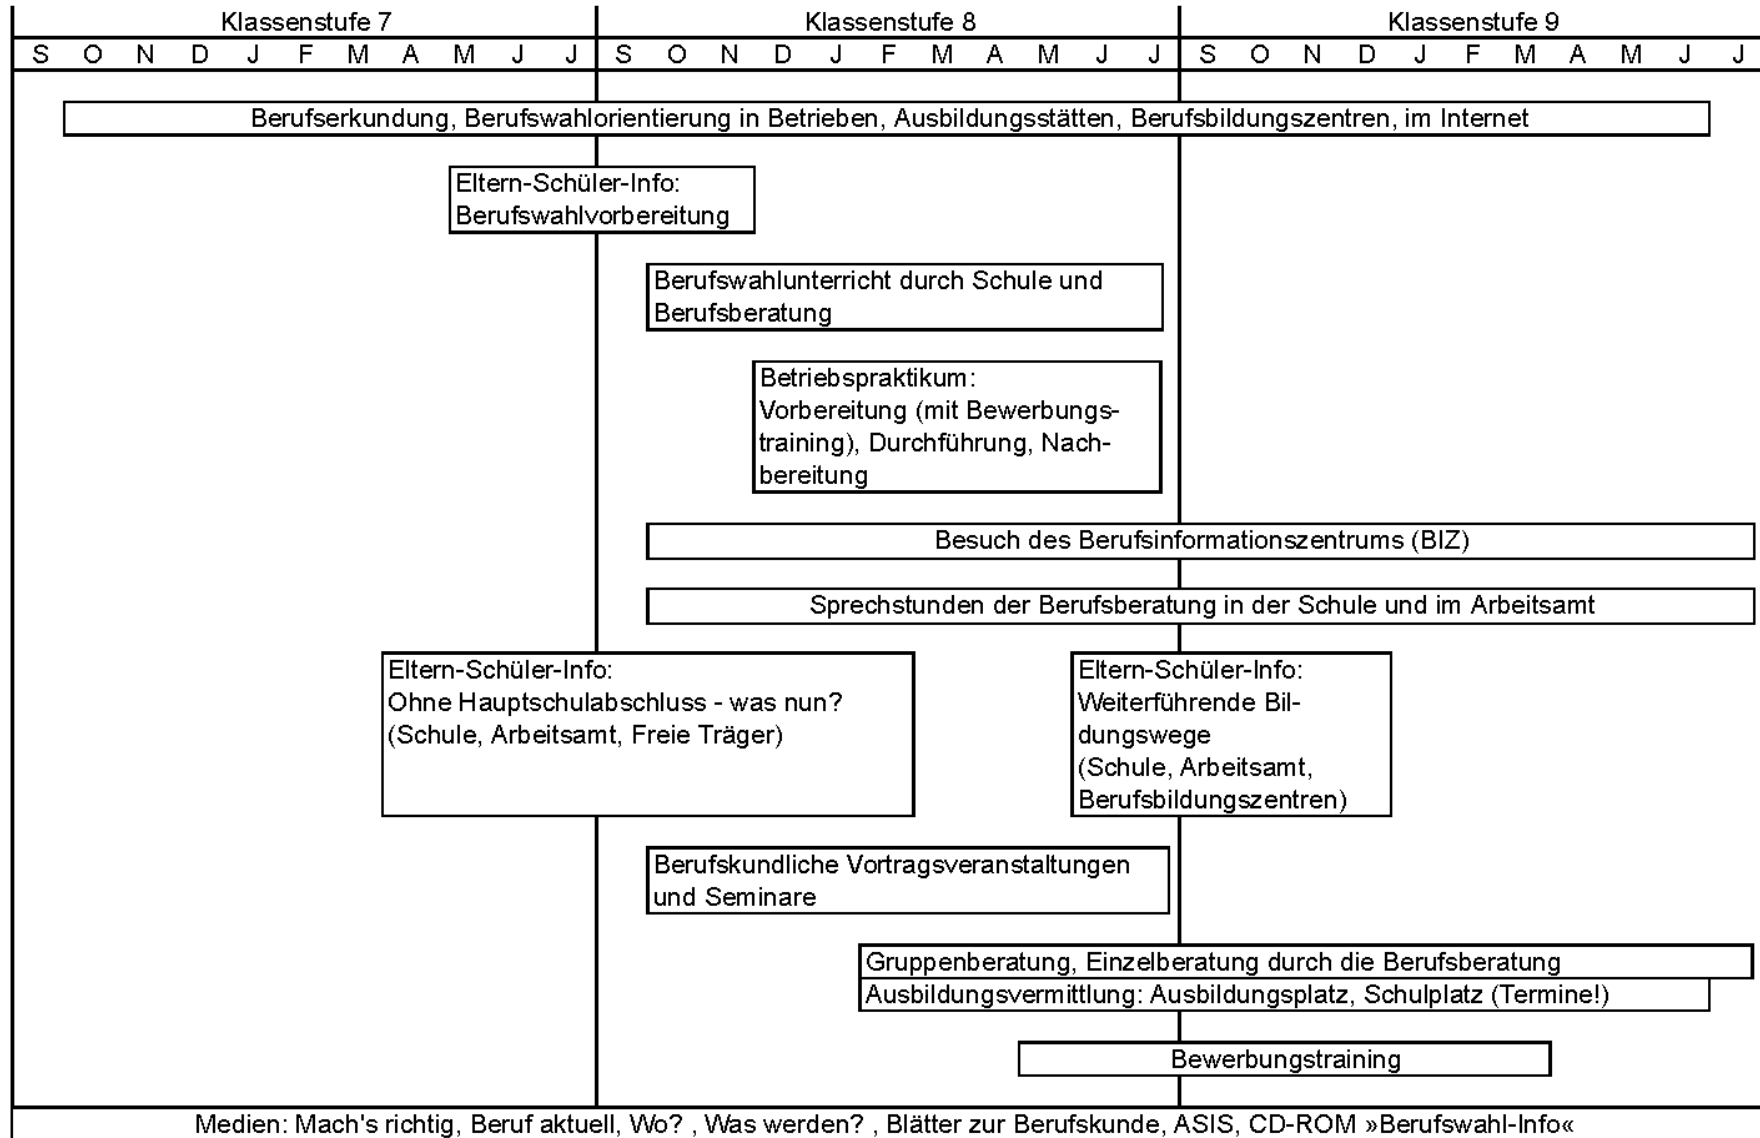 Klassenstufe 7 Klassenstufe 8 Klassenstufe 9
S O N D J F M A M J J S O N D J F M A M J J S O N D J F M A M J J
Berufserkundung, Berufswahlorientierung in Betrieben, Ausbildungsstätten, Berufsbildungszentren, im Internet
Eltern-Schüler-Info:
Berufswahlvorbereitung
Berufswahlunterricht durch Schule und
Berufsberatung
Betriebspraktikum:
Vorbereitung (mit Bewerbungs-
training), Durchführung, Nach-
bereitung
Besuch des Berufsinformationszentrums (BIZ)
Sprechstunden der Berufsberatung in der Schule und im Arbeitsamt
Eltern-Schüler-Info:
Ohne Hauptschulabschluss - was nun?
(Schule, Arbeitsamt, Freie Träger)
Eltern-Schüler-Info:
Weiterführende Bil-
dungswege
(Schule, Arbeitsamt,
Berufsbildungszentren)
Berufskundliche Vortragsveranstaltungen
und Seminare
Gruppenberatung, Einzelberatung durch die Berufsberatung
Ausbildungsvermittlung: Ausbildungsplatz, Schulplatz (Termine!)
Bewerbungstraining
Medien: Mach's richtig, Beruf aktuell, Wo? , Was werden? , Blätter zur Berufskunde, ASIS, CD-ROM »Berufswahl-Info«